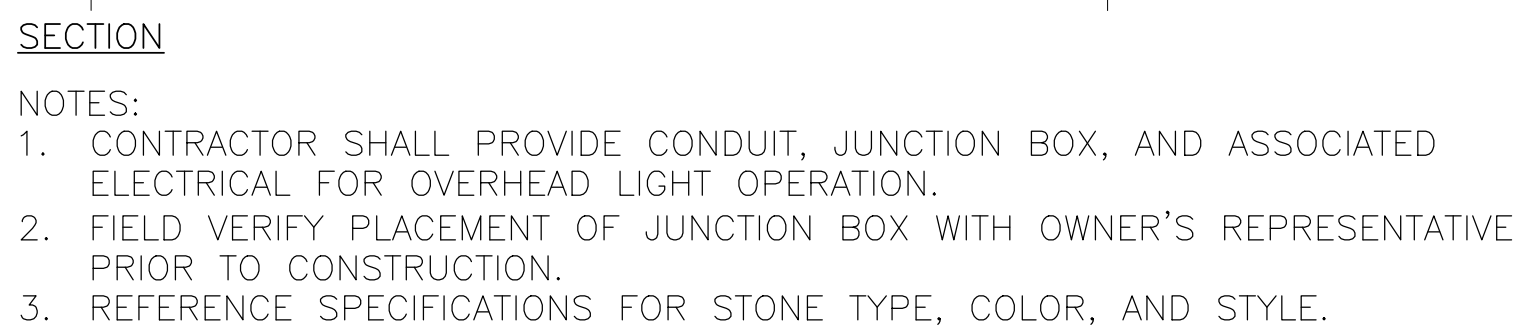 SECTION
NOTES:
1. CONTRACTOR SHALL PROVIDE CONDUIT, JUNCTION BOX, AND ASSOCIATED
ELECTRICAL FOR OVERHEAD LIGHT OPERATION.
2. FIELD VERIFY PLACEMENT OF JUNCTION BOX WITH OWNER'S REPRESENTATIVE
PRIOR TO CONSTRUCTION.
3. REFERENCE SPECIFICATIONS FOR STONE TYPE, COLOR, AND STYLE.